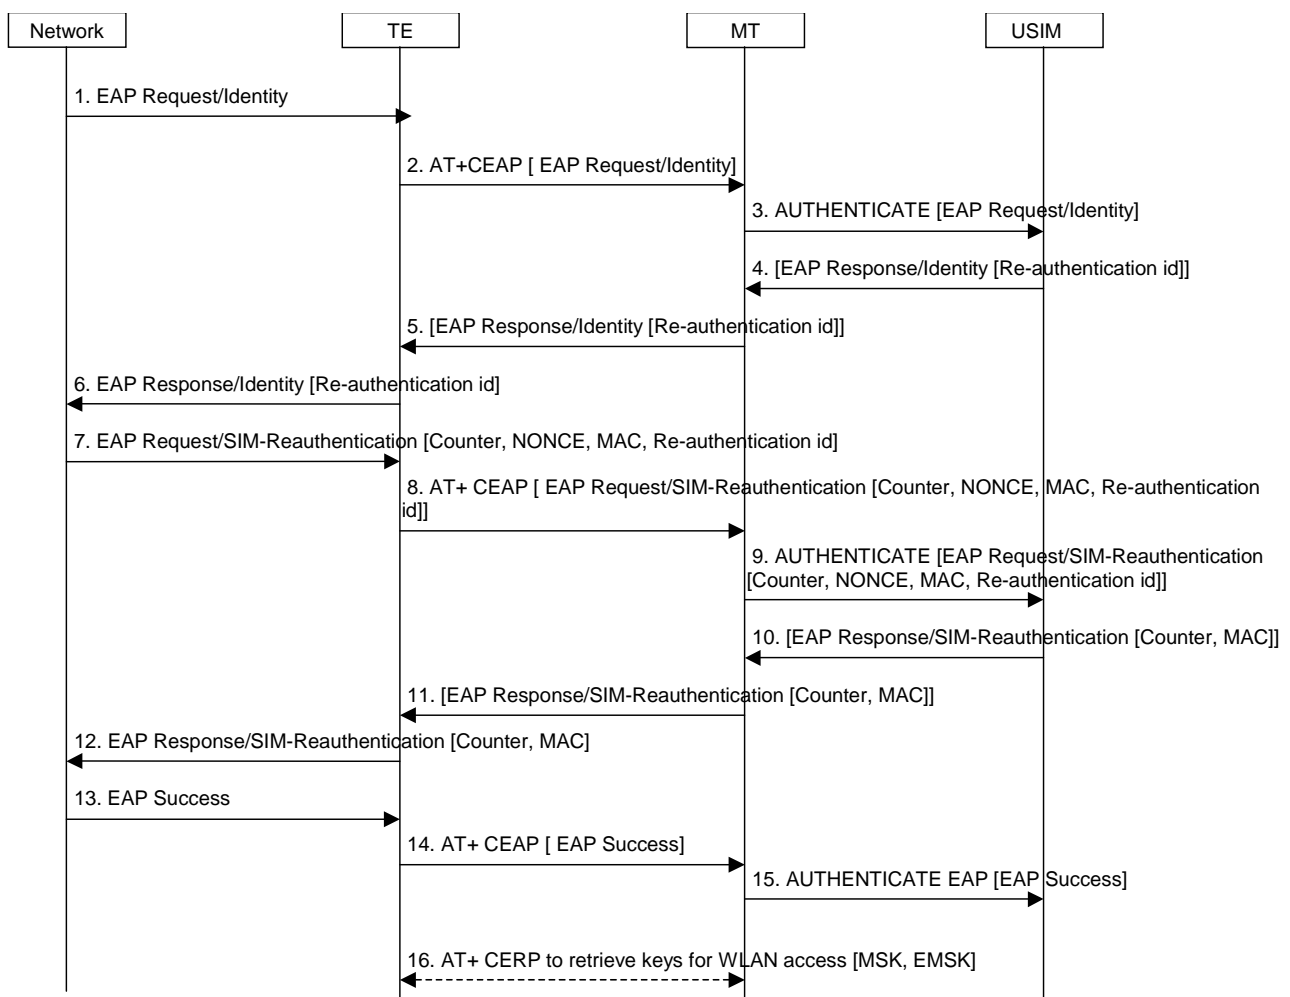 Network
TE
MT
USIM
1. EAP Request/Identity
2. AT+CEAP [ EAP Request/Identity]
3. AUTHENTICATE [EAP Request/Identity]
4. [EAP Response/Identity [Re-authentication id]]
5. [EAP Response/Identity [Re-authentication id]]
6. EAP Response/Identity [Re-authentication id]
7. EAP Request/SIM-Reauthentication [Counter, NONCE, MAC, Re-authentication id]
8. AT+ CEAP [ EAP Request/SIM-Reauthentication [Counter, NONCE, MAC, Re-authentication
id]]
9. AUTHENTICATE [EAP Request/SIM-Reauthentication
[Counter, NONCE, MAC, Re-authentication id]]
10. [EAP Response/SIM-Reauthentication [Counter, MAC]]
11. [EAP Response/SIM-Reauthentication [Counter, MAC]]
12. EAP Response/SIM-Reauthentication [Counter, MAC]
13. EAP Success
14. AT+ CEAP [ EAP Success]
15. AUTHENTICATE EAP [EAP Success]
16. AT+ CERP to retrieve keys for WLAN access [MSK, EMSK]